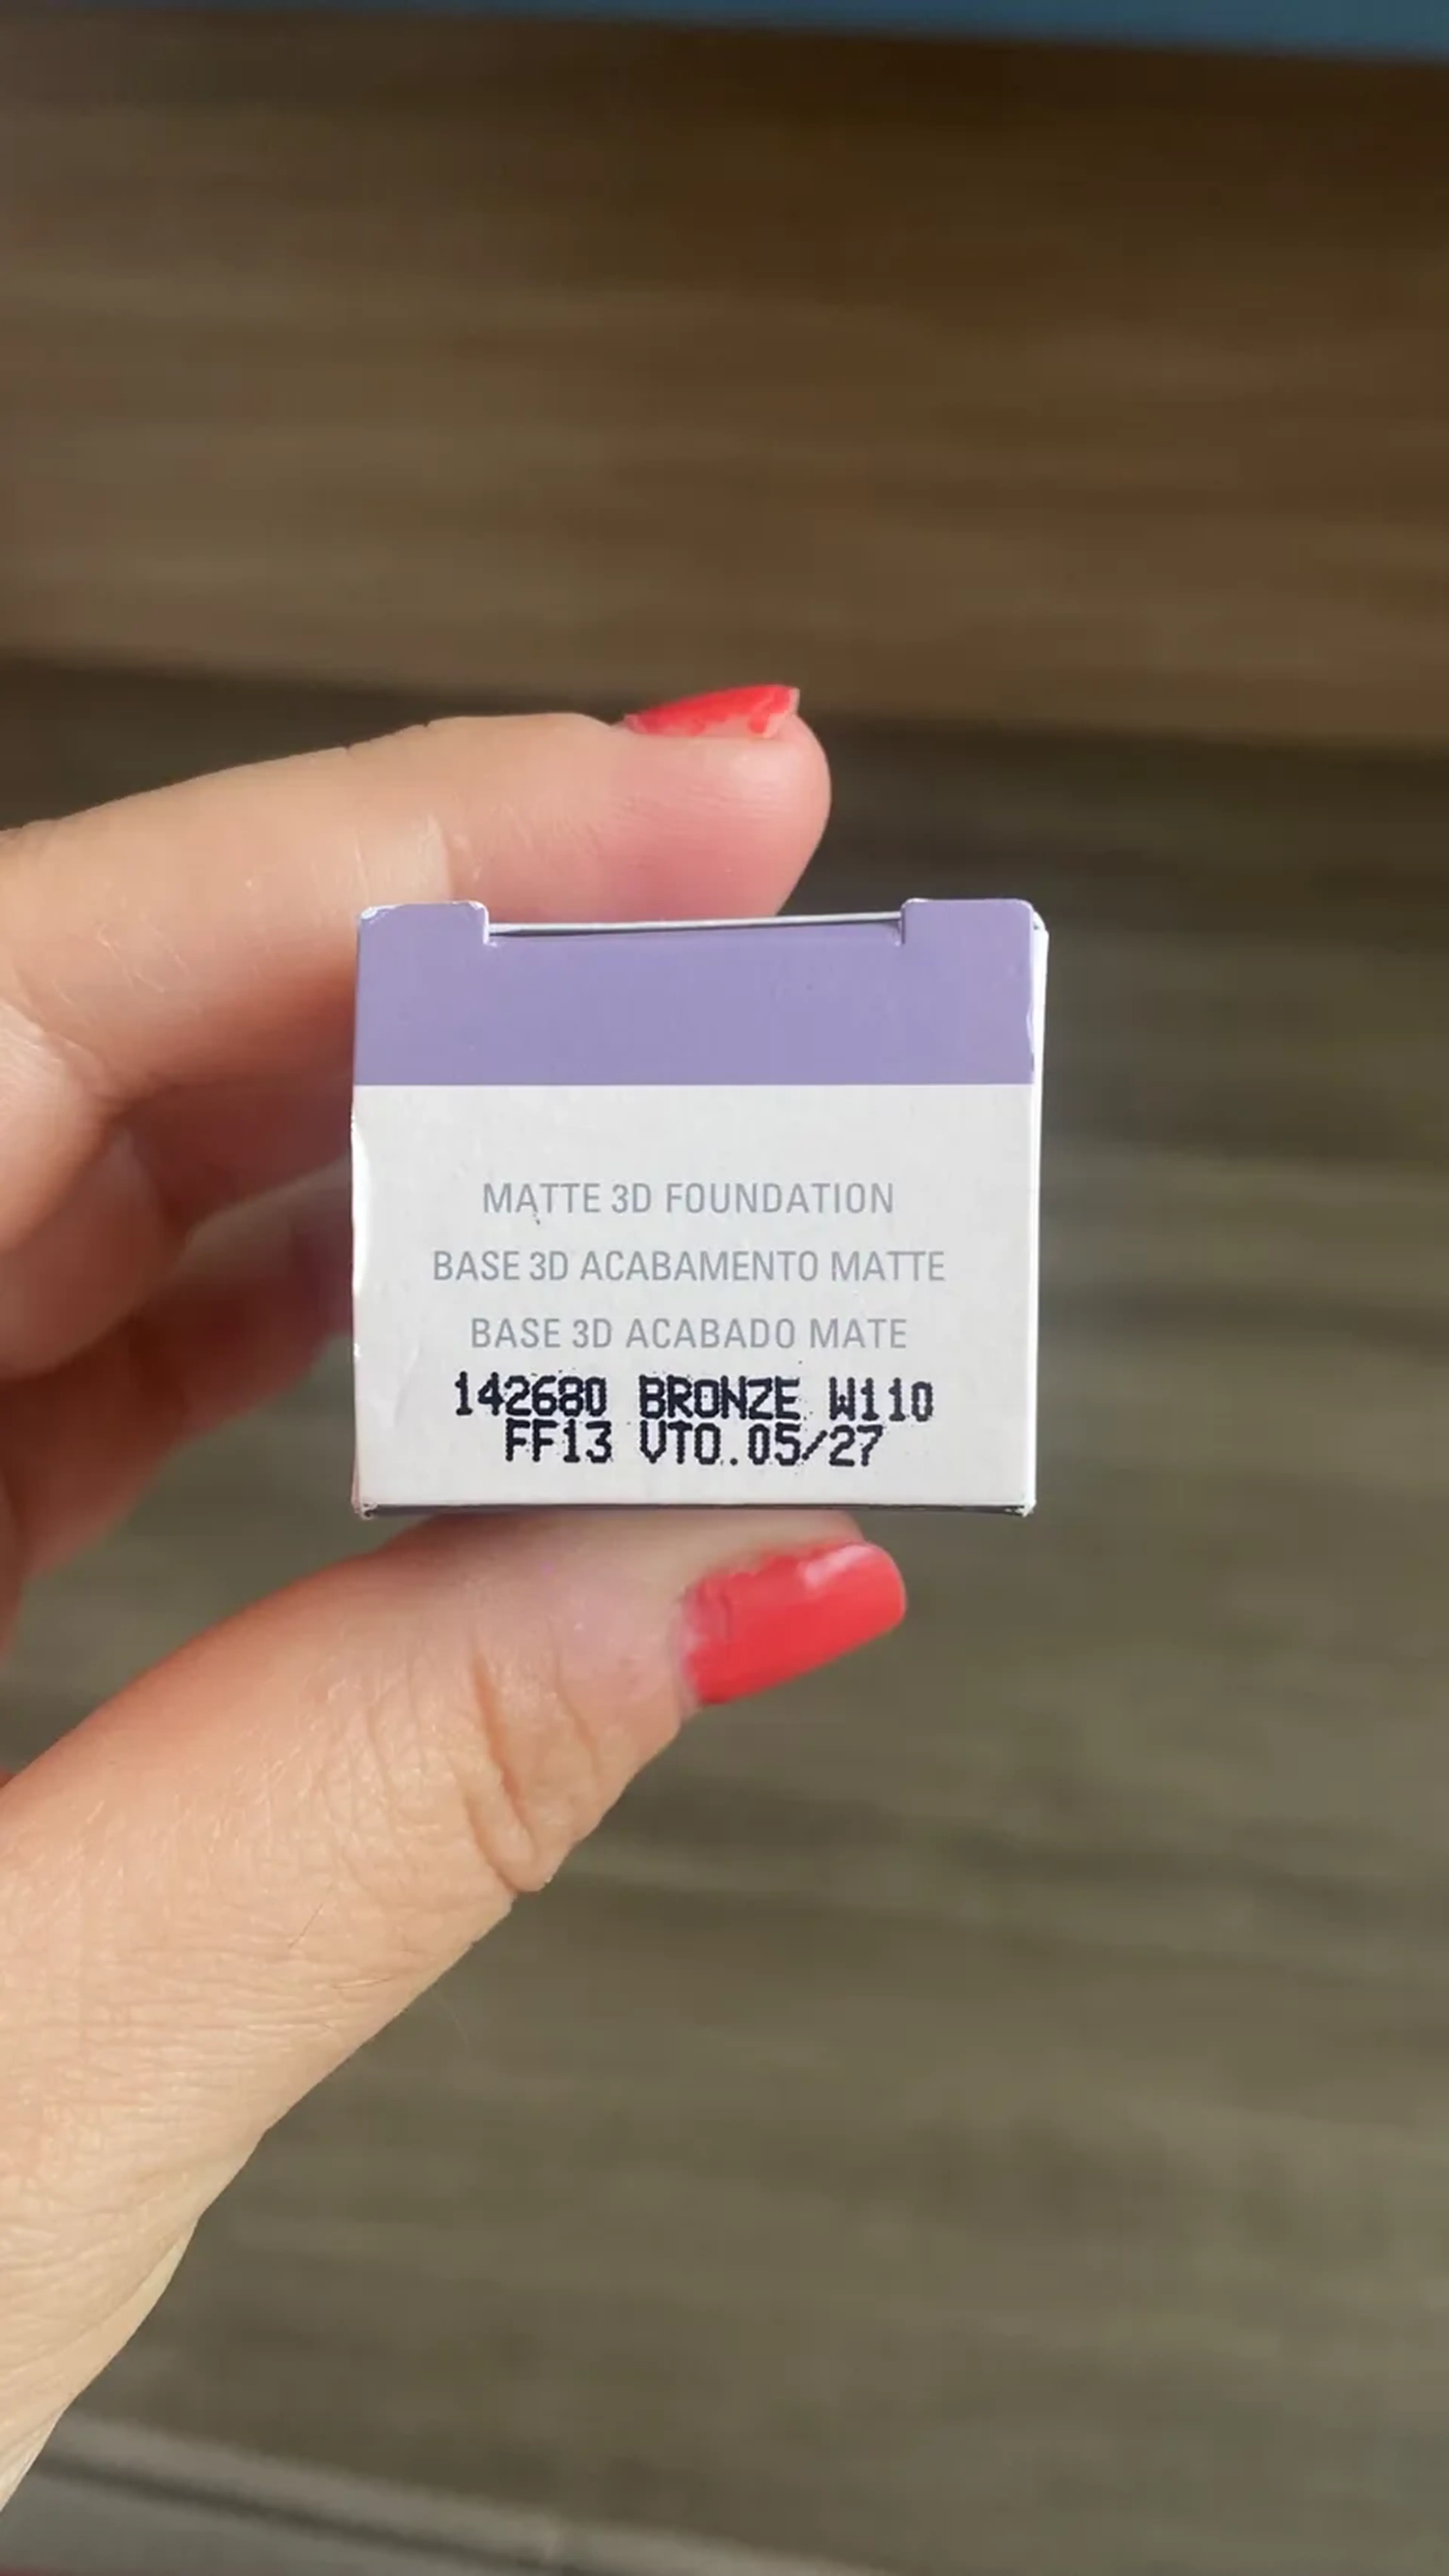 MATTE 3D FOUNDATION
BASE 3D ACABAMENTO MATTE
BASE 3D ACABADO MATE
142680 BRONZE W110
FF13 VTO.05/27